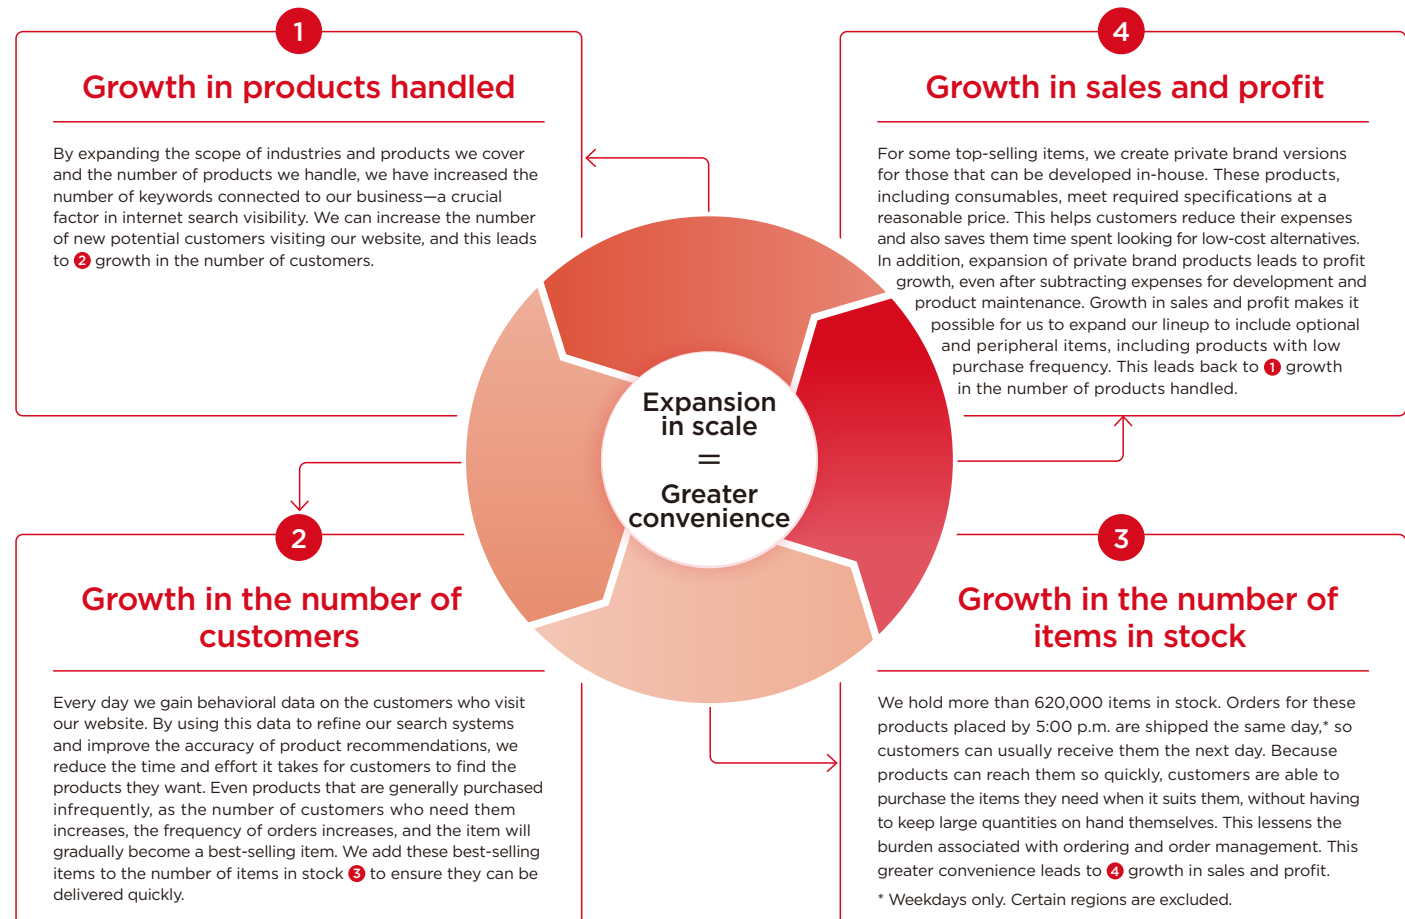 1
Growth in products handled
By expanding the scope of industries and products we cover
and the number of products we handle, we have increased the
number of keywords connected to our business—a crucial
factor in internet search visibility. We can increase the number
of new potential customers visiting our website, and this leads
to 2 growth in the number of customers.
2
Growth in the number of
customers
Every day we gain behavioral data on the customers who visit
our website. By using this data to refine our search systems
and improve the accuracy of product recommendations, we
reduce the time and effort it takes for customers to find the
products they want. Even products that are generally purchased
infrequently, as the number of customers who need them
increases, the frequency of orders increases, and the item will
gradually become a best-selling item. We add these best-selling
items to the number of items in stock 3 to ensure they can be
delivered quickly.
Expansion
in scale
=
Greater
convenience
3
Growth in the number of
items in stock
We hold more than 620,000 items in stock. Orders for these
products placed by 5:00 p.m. are shipped the same day,* so
customers can usually receive them the next day. Because
products can reach them so quickly, customers are able to
purchase the items they need when it suits them, without having
to keep large quantities on hand themselves. This lessens the
burden associated with ordering and order management. This
greater convenience leads to 4 growth in sales and profit.
* Weekdays only. Certain regions are excluded.
4
Growth in sales and profit
For some top-selling items, we create private brand versions
for those that can be developed in-house. These products,
including consumables, meet required specifications at a
reasonable price. This helps customers reduce their expenses
and also saves them time spent looking for low-cost alternatives.
In addition, expansion of private brand products leads to profit
growth, even after subtracting expenses for development and
product maintenance. Growth in sales and profit makes it
possible for us to expand our lineup to include optional
and peripheral items, including products with low
purchase frequency. This leads back to 1 growth
in the number of products handled.